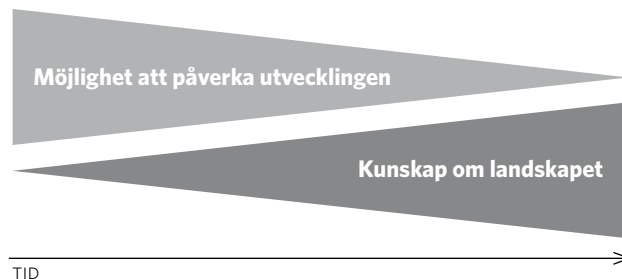 Möjlighet att påverka utvecklingen
Kunskap om landskapet
TID